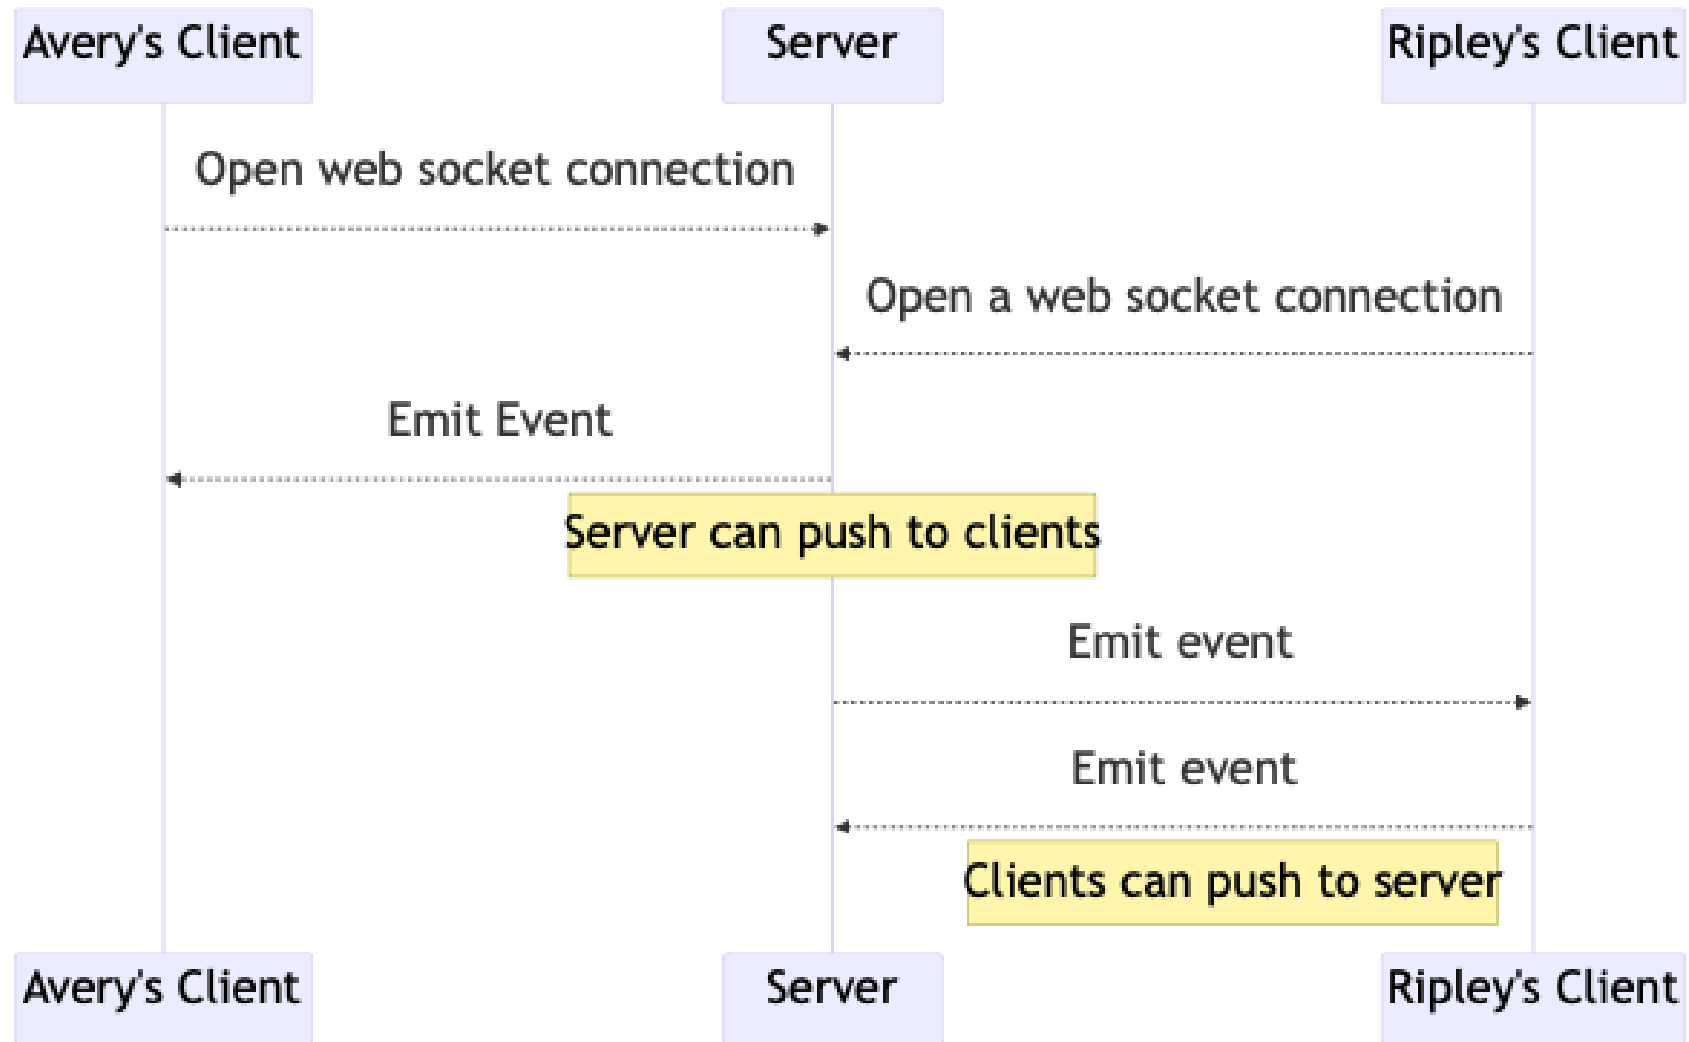 Avery's Client
Server
Ripley's Client
Open web socket connection
Open a web socket connection
Emit Event
Server can push to clients
Emit event
Emit event
Clients can push to server
Avery's Client
Server
Ripley's Client